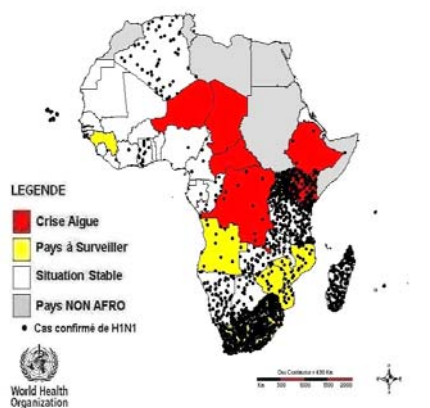 LEGENDE
Crise Aigue
Pays à Surveiller
Situation Stable
Pays NON AFRO
Cas confirmé de H1N1
World Health
Organization